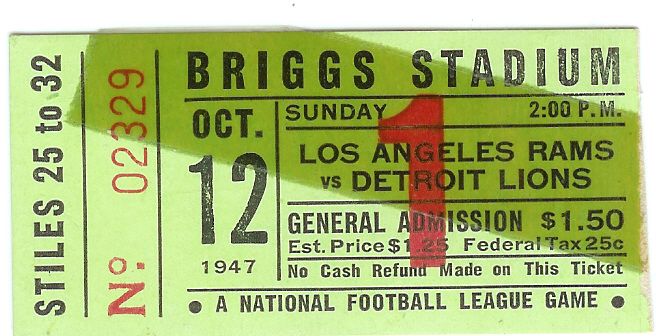 STILES 25 to 32
No. 02329
BRIGGS STADIUM
OCT.
12
1947
SUNDAY 2:00 P.M.
LOS ANGELES RAMS
vs DETROIT LIONS
1
GENERAL ADMISSION $1.50
Est. Price $1.25 Federal Tax 25c
No Cash Refund Made on This Ticket
• A NATIONAL FOOTBALL LEAGUE GAME •